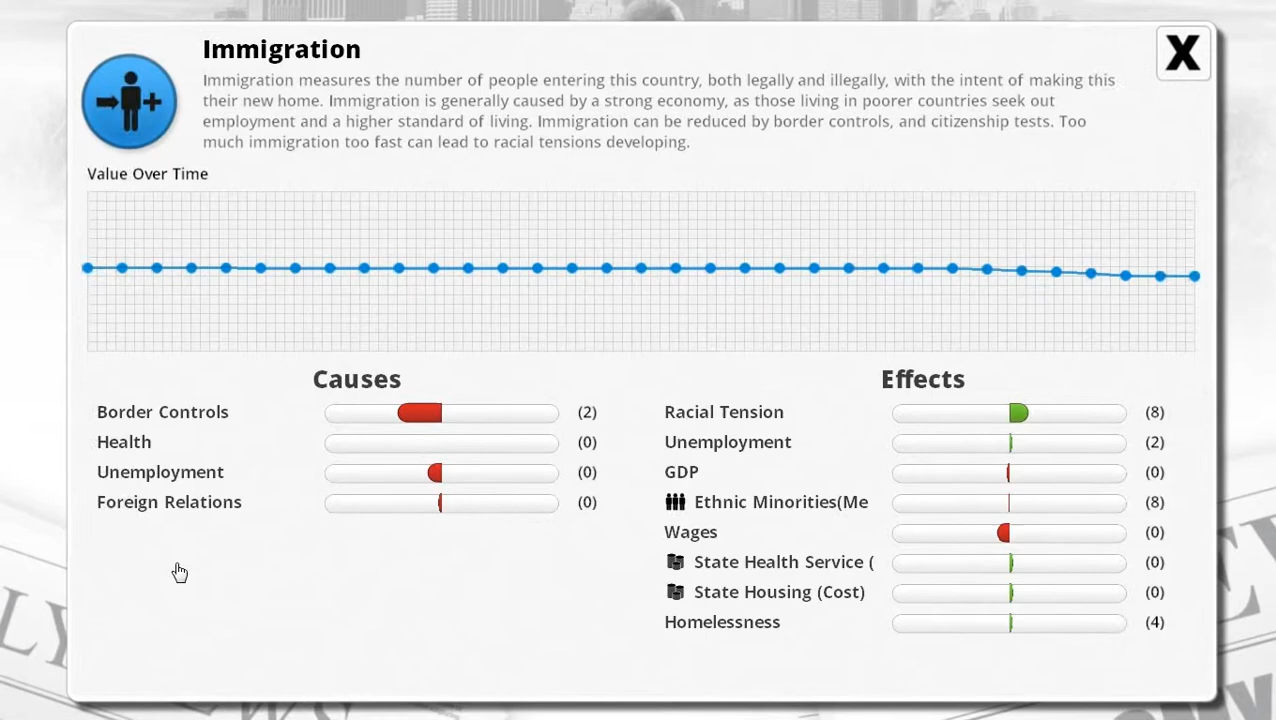 Immigration
X
Immigration measures the number of people entering this country, both legally and illegally, with the intent of making this
their new home. Immigration is generally caused by a strong economy, as those living in poorer countries seek out
employment and a higher standard of living. Immigration can be reduced by border controls, and citizenship tests. Too
much immigration too fast can lead to racial tensions developing.
Value Over Time
Causes
Border Controls (2)
Health (0)
Unemployment (0)
Foreign Relations (0)
Effects
Racial Tension (8)
Unemployment (2)
GDP (0)
Ethnic Minorities(Me (8)
Wages (0)
State Health Service ( (0)
State Housing (Cost) (0)
Homelessness (4)